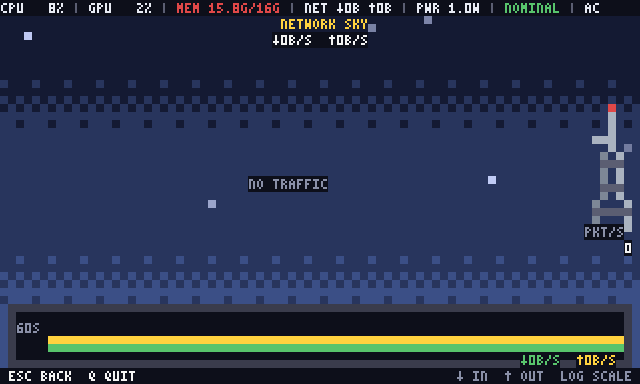 CPU 8% | GPU 2% | MEM 15.8G/16G | NET ↓0B ↑0B | PWR 1.0W | NOMINAL | AC
NETWORK SKY
↓0B/S ↑0B/S
NO TRAFFIC
PKT/S
0
60S
↓0B/S ↑0B/S
ESC BACK Q QUIT ↓ IN ↑ OUT LOG SCALE